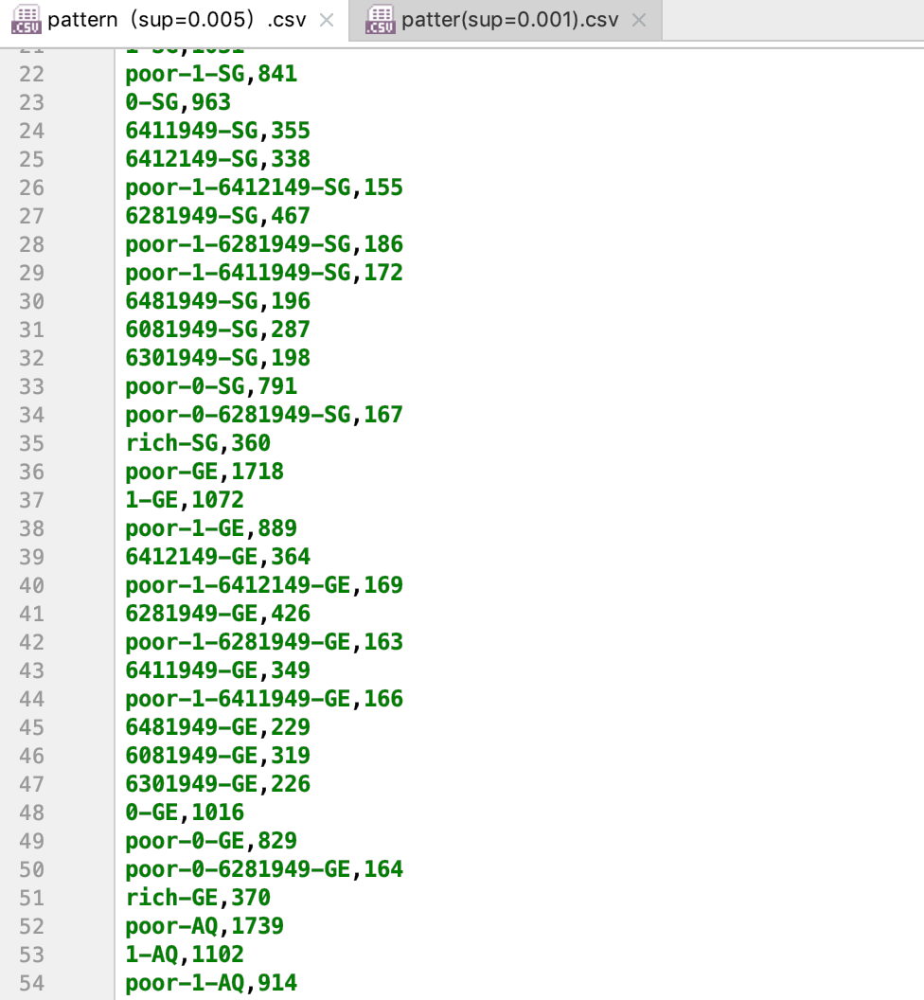 pattern (sup=0.005) .csv
patter(sup=0.001).csv
22 poor-1-SG,841
23 0-SG,963
24 6411949-SG,355
25 6412149-SG,338
26 poor-1-6412149-SG,155
27 6281949-SG,467
28 poor-1-6281949-SG,186
29 poor-1-6411949-SG,172
30 6481949-SG,196
31 6081949-SG,287
32 6301949-SG,198
33 poor-0-SG,791
34 poor-0-6281949-SG,167
35 rich-SG,360
36 poor-GE,1718
37 1-GE,1072
38 poor-1-GE,889
39 6412149-GE,364
40 poor-1-6412149-GE,169
41 6281949-GE,426
42 poor-1-6281949-GE,163
43 6411949-GE,349
44 poor-1-6411949-GE,166
45 6481949-GE,229
46 6081949-GE,319
47 6301949-GE,226
48 0-GE,1016
49 poor-0-GE,829
50 poor-0-6281949-GE,164
51 rich-GE,370
52 poor-AQ,1739
53 1-AQ,1102
54 poor-1-AQ,914